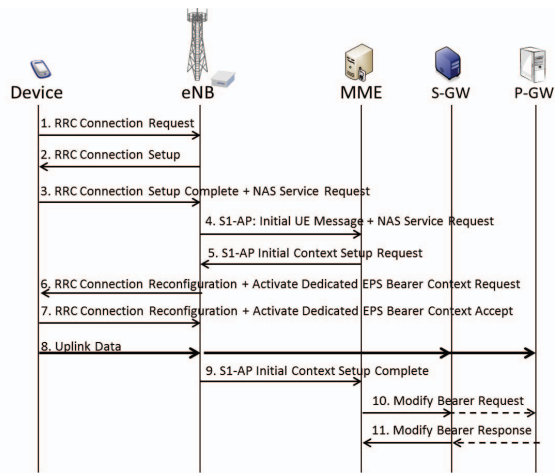 Device
eNB
MME
S-GW
P-GW
1. RRC Connection Request
2. RRC Connection Setup
3. RRC Connection Setup Complete + NAS Service Request
4. S1-AP: Initial UE Message + NAS Service Request
5. S1-AP Initial Context Setup Request
6. RRC Connection Reconfiguration + Activate Dedicated EPS Bearer Context Request
7. RRC Connection Reconfiguration + Activate Dedicated EPS Bearer Context Accept
8. Uplink Data
9. S1-AP Initial Context Setup Complete
10. Modify Bearer Request
11. Modify Bearer Response